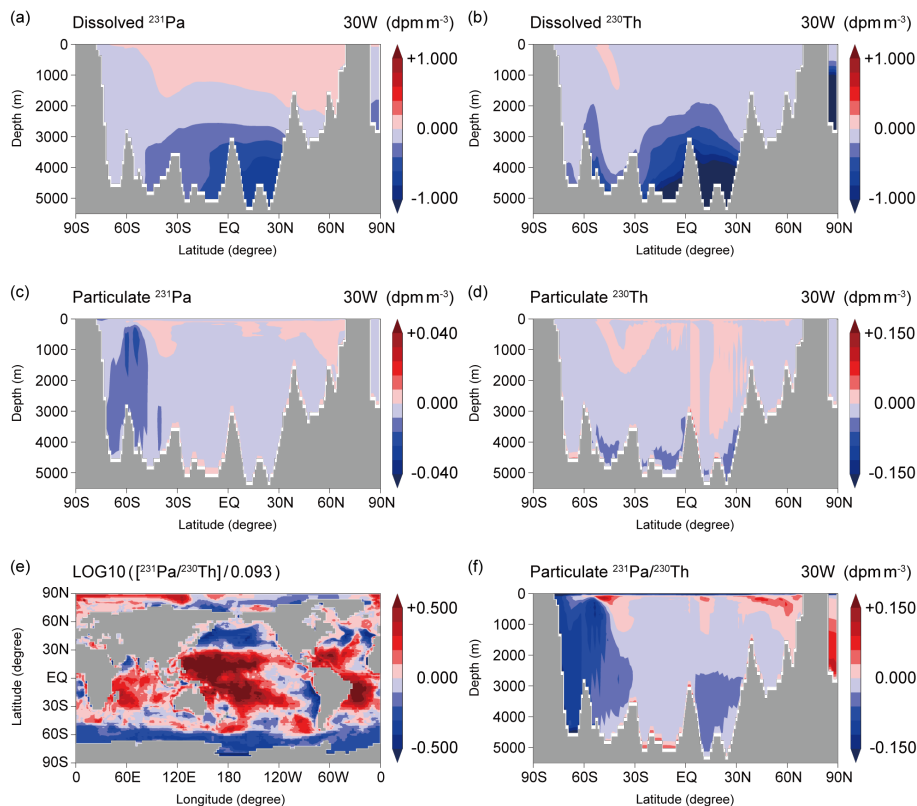 (a) Dissolved ²³¹Pa 30W (dpm m⁻³)
0
1000
2000
3000
4000
5000
Depth (m)
90S 60S 30S EQ 30N 60N 90N
Latitude (degree)
+1.000
0.000
-1.000
(b) Dissolved ²³⁰Th 30W (dpm m⁻³)
0
1000
2000
3000
4000
5000
Depth (m)
90S 60S 30S EQ 30N 60N 90N
Latitude (degree)
+1.000
0.000
-1.000
(c) Particulate ²³¹Pa 30W (dpm m⁻³)
0
1000
2000
3000
4000
5000
Depth (m)
90S 60S 30S EQ 30N 60N 90N
Latitude (degree)
+0.040
0.000
-0.040
(d) Particulate ²³⁰Th 30W (dpm m⁻³)
0
1000
2000
3000
4000
5000
Depth (m)
90S 60S 30S EQ 30N 60N 90N
Latitude (degree)
+0.150
0.000
-0.150
(e) LOG10 ([²³¹Pa/²³⁰Th] / 0.093)
90N
60N
30N
EQ
30S
60S
90S
Latitude (degree)
0 60E 120E 180 120W 60W 0
Longitude (degree)
+0.500
0.000
-0.500
(f) Particulate ²³¹Pa/²³⁰Th 30W (dpm m⁻³)
0
1000
2000
3000
4000
5000
Depth (m)
90S 60S 30S EQ 30N 60N 90N
Latitude (degree)
+0.150
0.000
-0.150